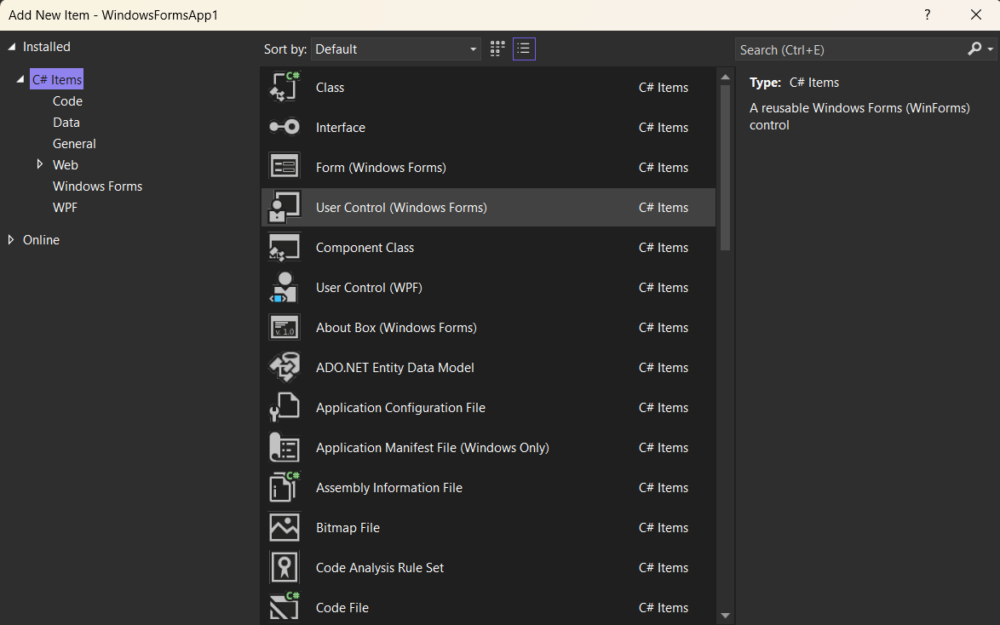 Add New Item - WindowsFormsApp1
?
Installed
C# Items
Code
Data
General
Web
Windows Forms
WPF
Online
Sort by: Default
C# Class C# Items
Interface C# Items
Form (Windows Forms) C# Items
User Control (Windows Forms) C# Items
Component Class C# Items
User Control (WPF) C# Items
v. 1.0 About Box (Windows Forms) C# Items
ADO.NET Entity Data Model C# Items
Application Configuration File C# Items
Application Manifest File (Windows Only) C# Items
C# Assembly Information File C# Items
Bitmap File C# Items
Code Analysis Rule Set C# Items
C# Code File C# Items
Search (Ctrl+E)
Type: C# Items
A reusable Windows Forms (WinForms)
control